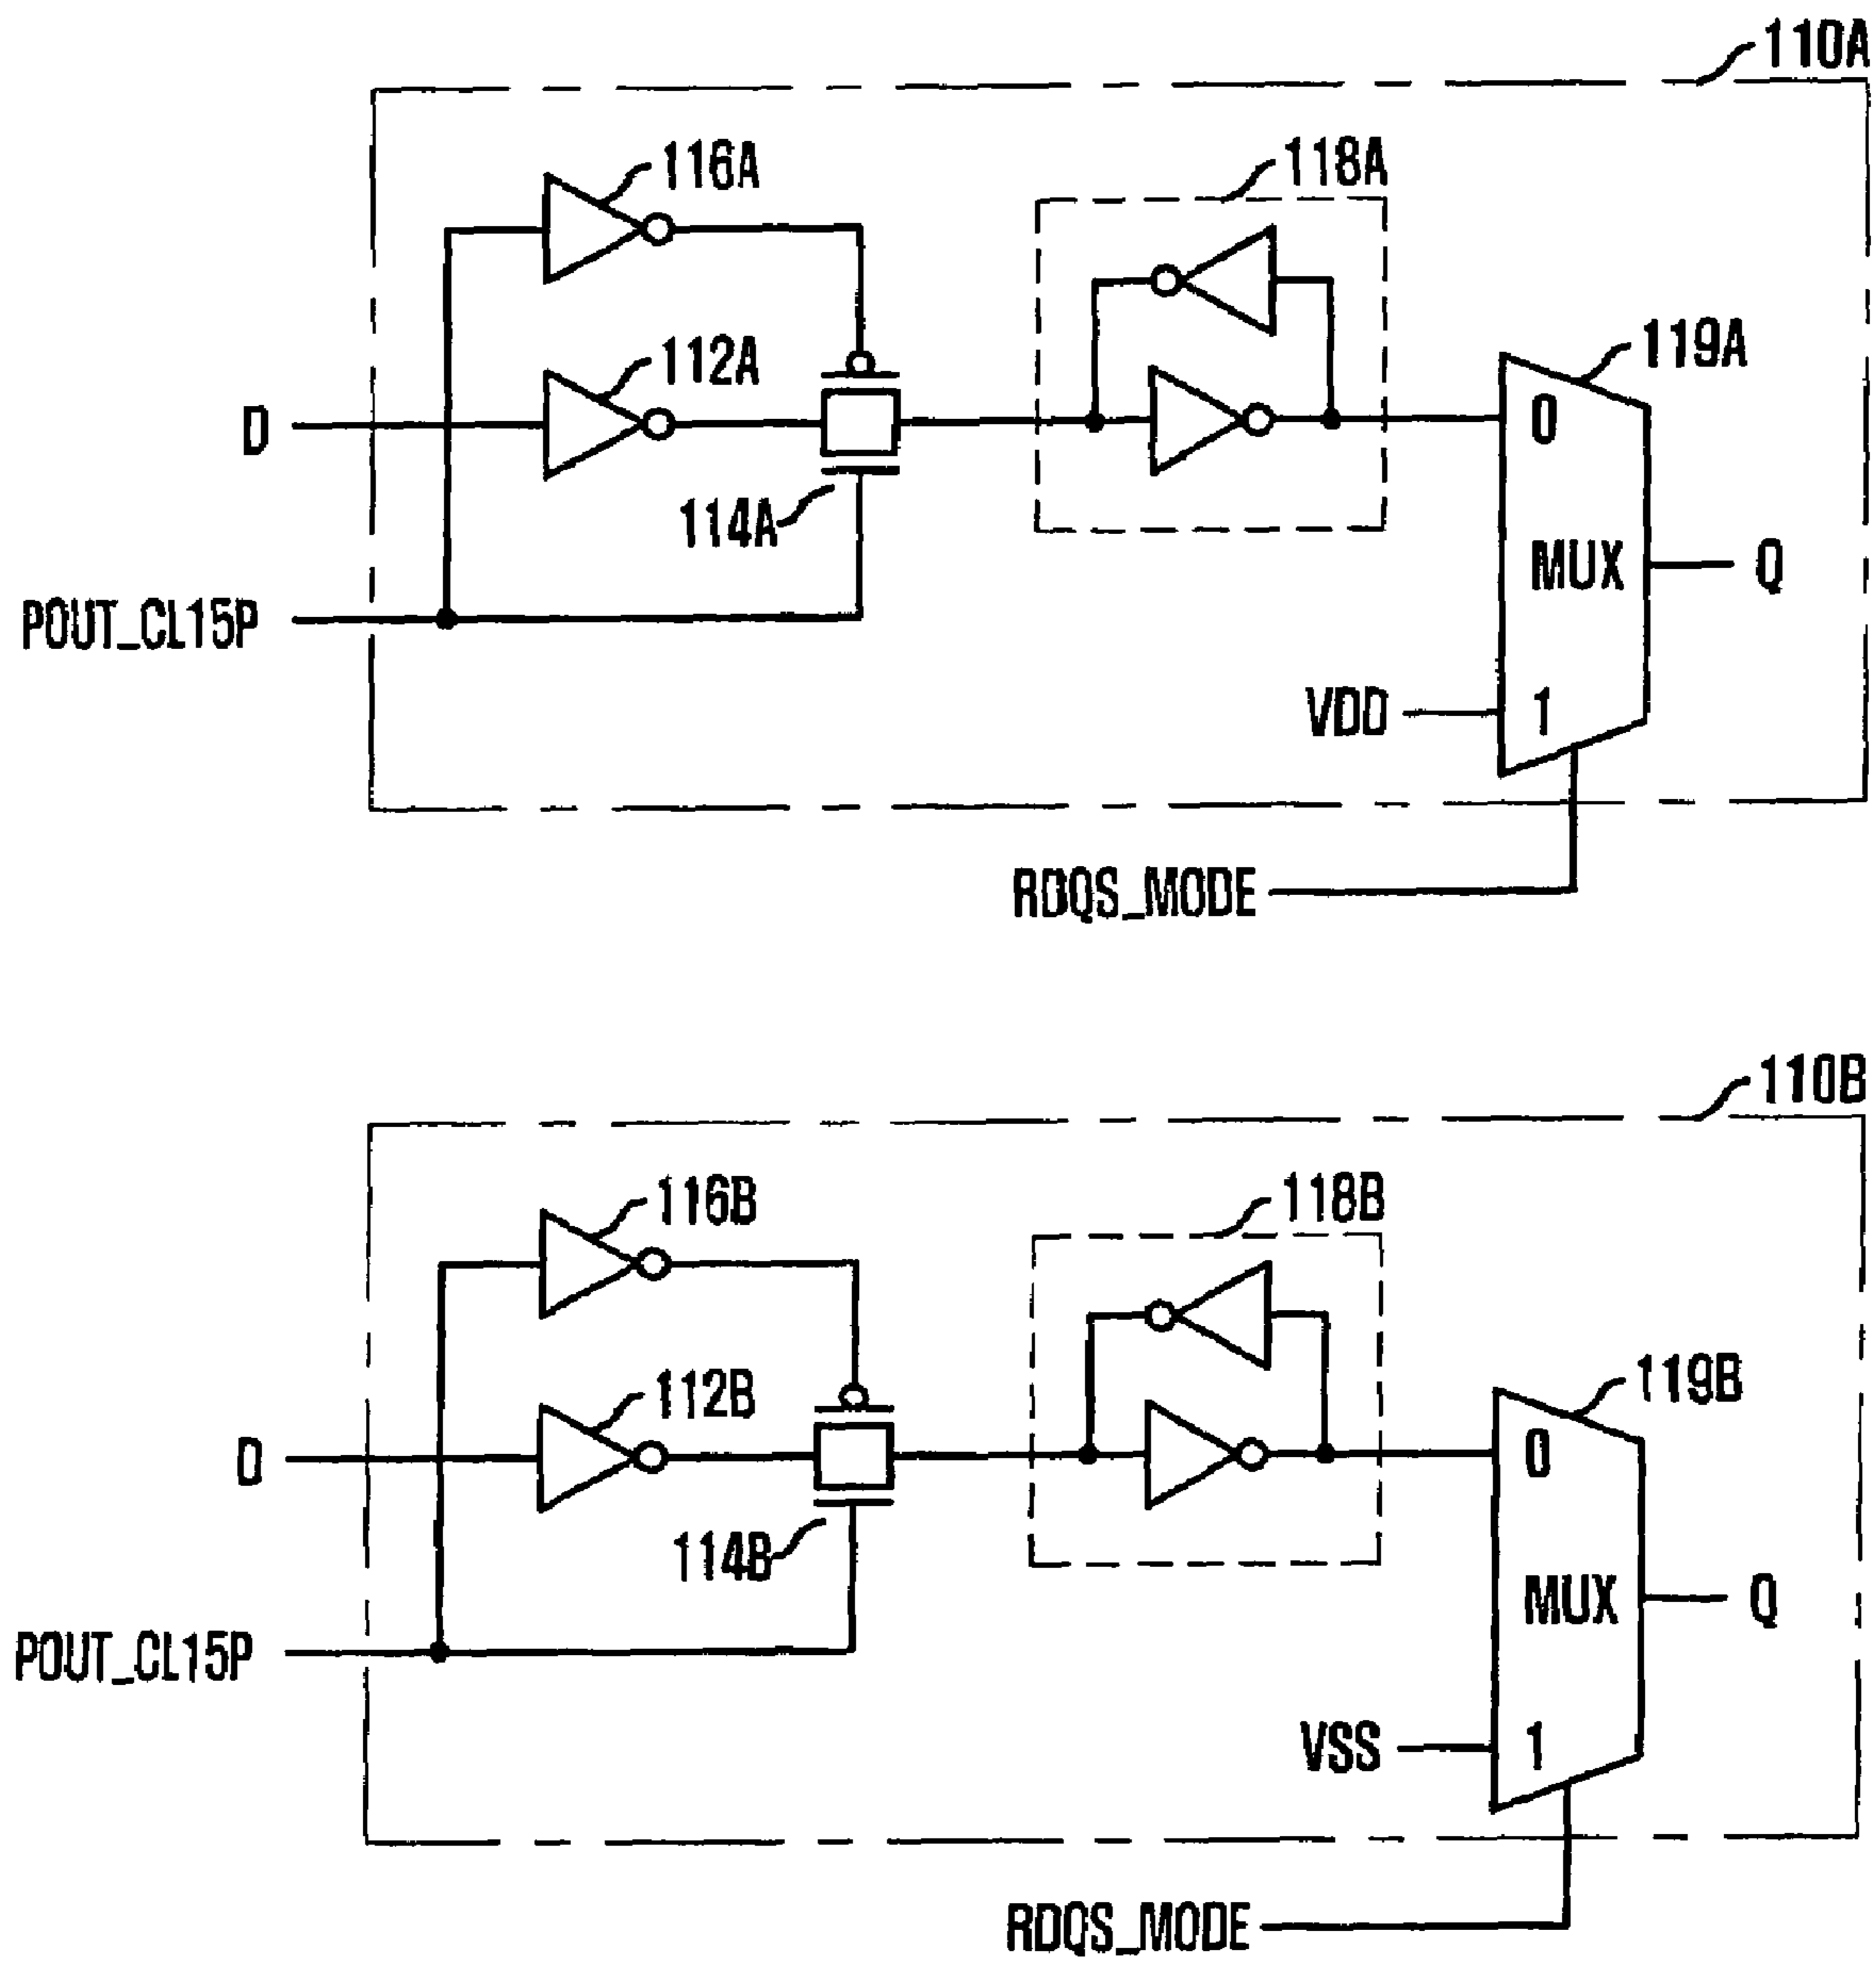 110A
116A
118A
112A
119A
D
0
114A
MUX
Q
POUT_CL15P
VDD
1
RDQS_MODE
110B
116B
118B
112B
119B
D
0
114B
MUX
Q
POUT_CL15P
VSS
1
RDQS_MODE